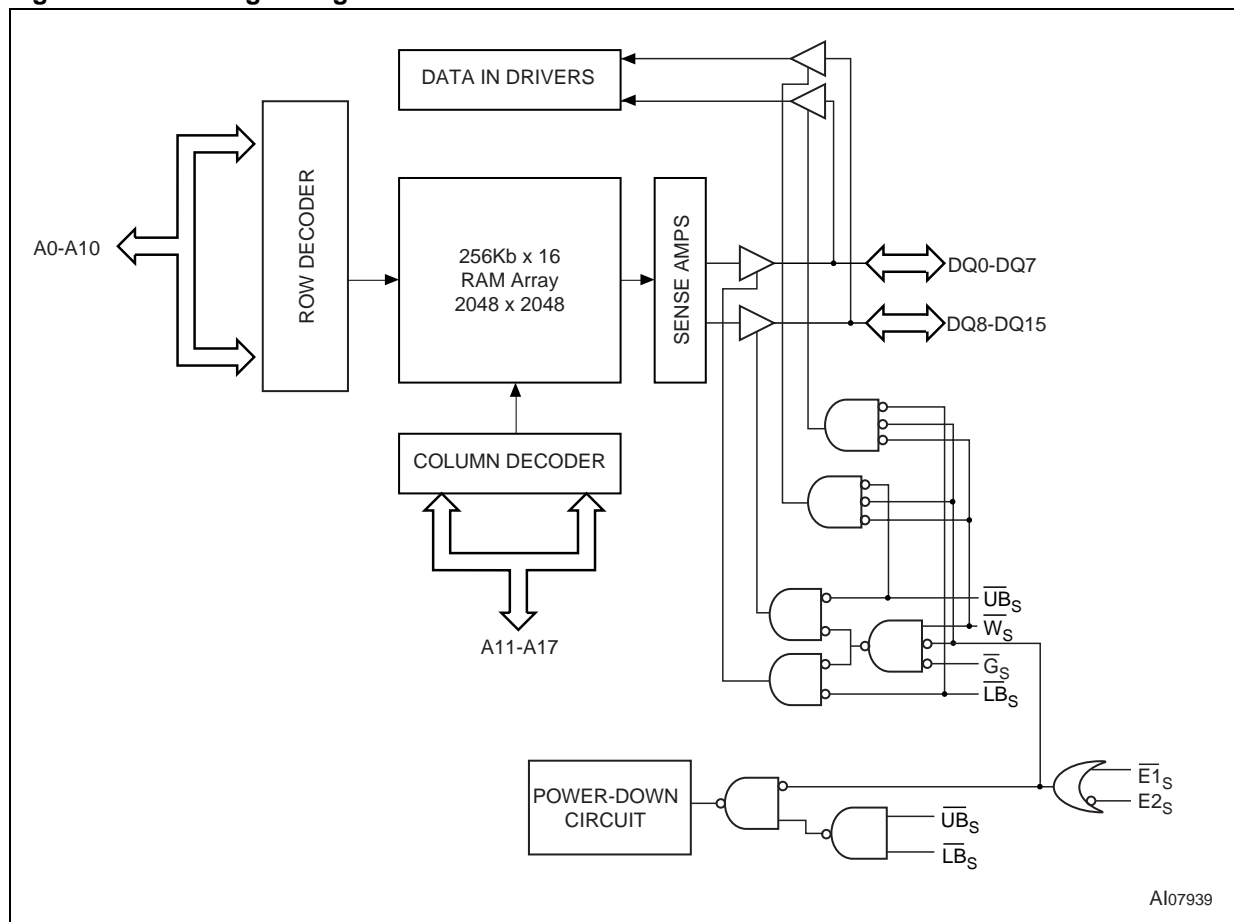 DATA IN DRIVERS
ROW DECODER
A0-A10
256Kb x 16
RAM Array
2048 x 2048
SENSE AMPS
DQ0-DQ7
DQ8-DQ15
COLUMN DECODER
A11-A17
U̅B̅S
W̅S
G̅S
L̅B̅S
E̅1̅S
E2S
POWER-DOWN
CIRCUIT
U̅B̅S
L̅B̅S
AI07939